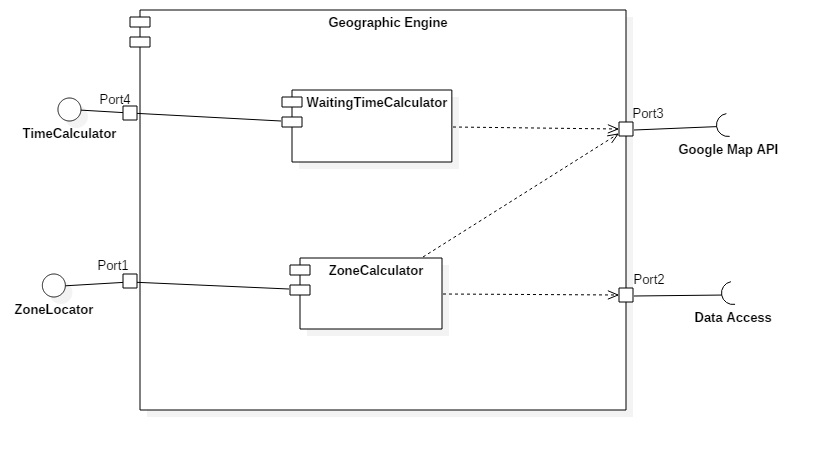 Geographic Engine
Port4
WaitingTimeCalculator
Port3
TimeCalculator
Google Map API
Port1
ZoneCalculator
Port2
ZoneLocator
Data Access